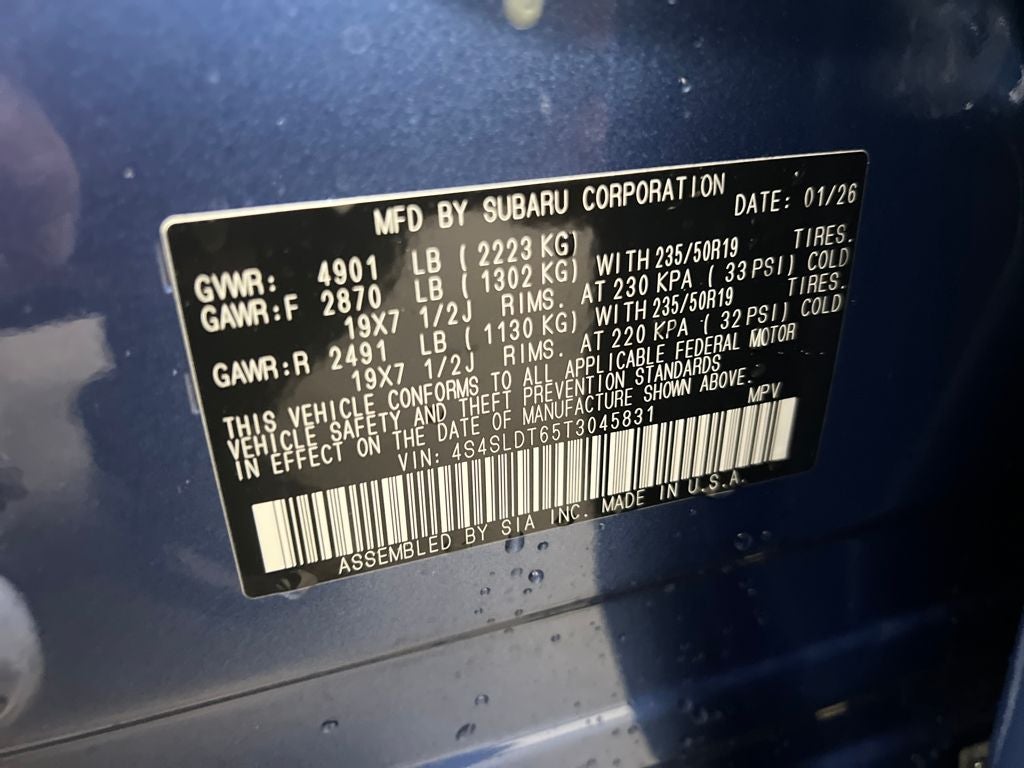 MFD BY SUBARU CORPORATION DATE: 01/26
GVWR: 4901 LB ( 2223 KG)
GAWR:F 2870 LB ( 1302 KG) WITH 235/50R19 TIRES.
19X7 1/2J RIMS. AT 230 KPA ( 33 PSI) COLD
GAWR:R 2491 LB ( 1130 KG) WITH 235/50R19 TIRES.
19X7 1/2J RIMS. AT 220 KPA ( 32 PSI) COLD
THIS VEHICLE CONFORMS TO ALL APPLICABLE FEDERAL MOTOR
VEHICLE SAFETY AND THEFT PREVENTION STANDARDS
IN EFFECT ON THE DATE OF MANUFACTURE SHOWN ABOVE.
VIN: 4S4SLDT65T3045831 MPV
ASSEMBLED BY SIA INC. MADE IN U.S.A.